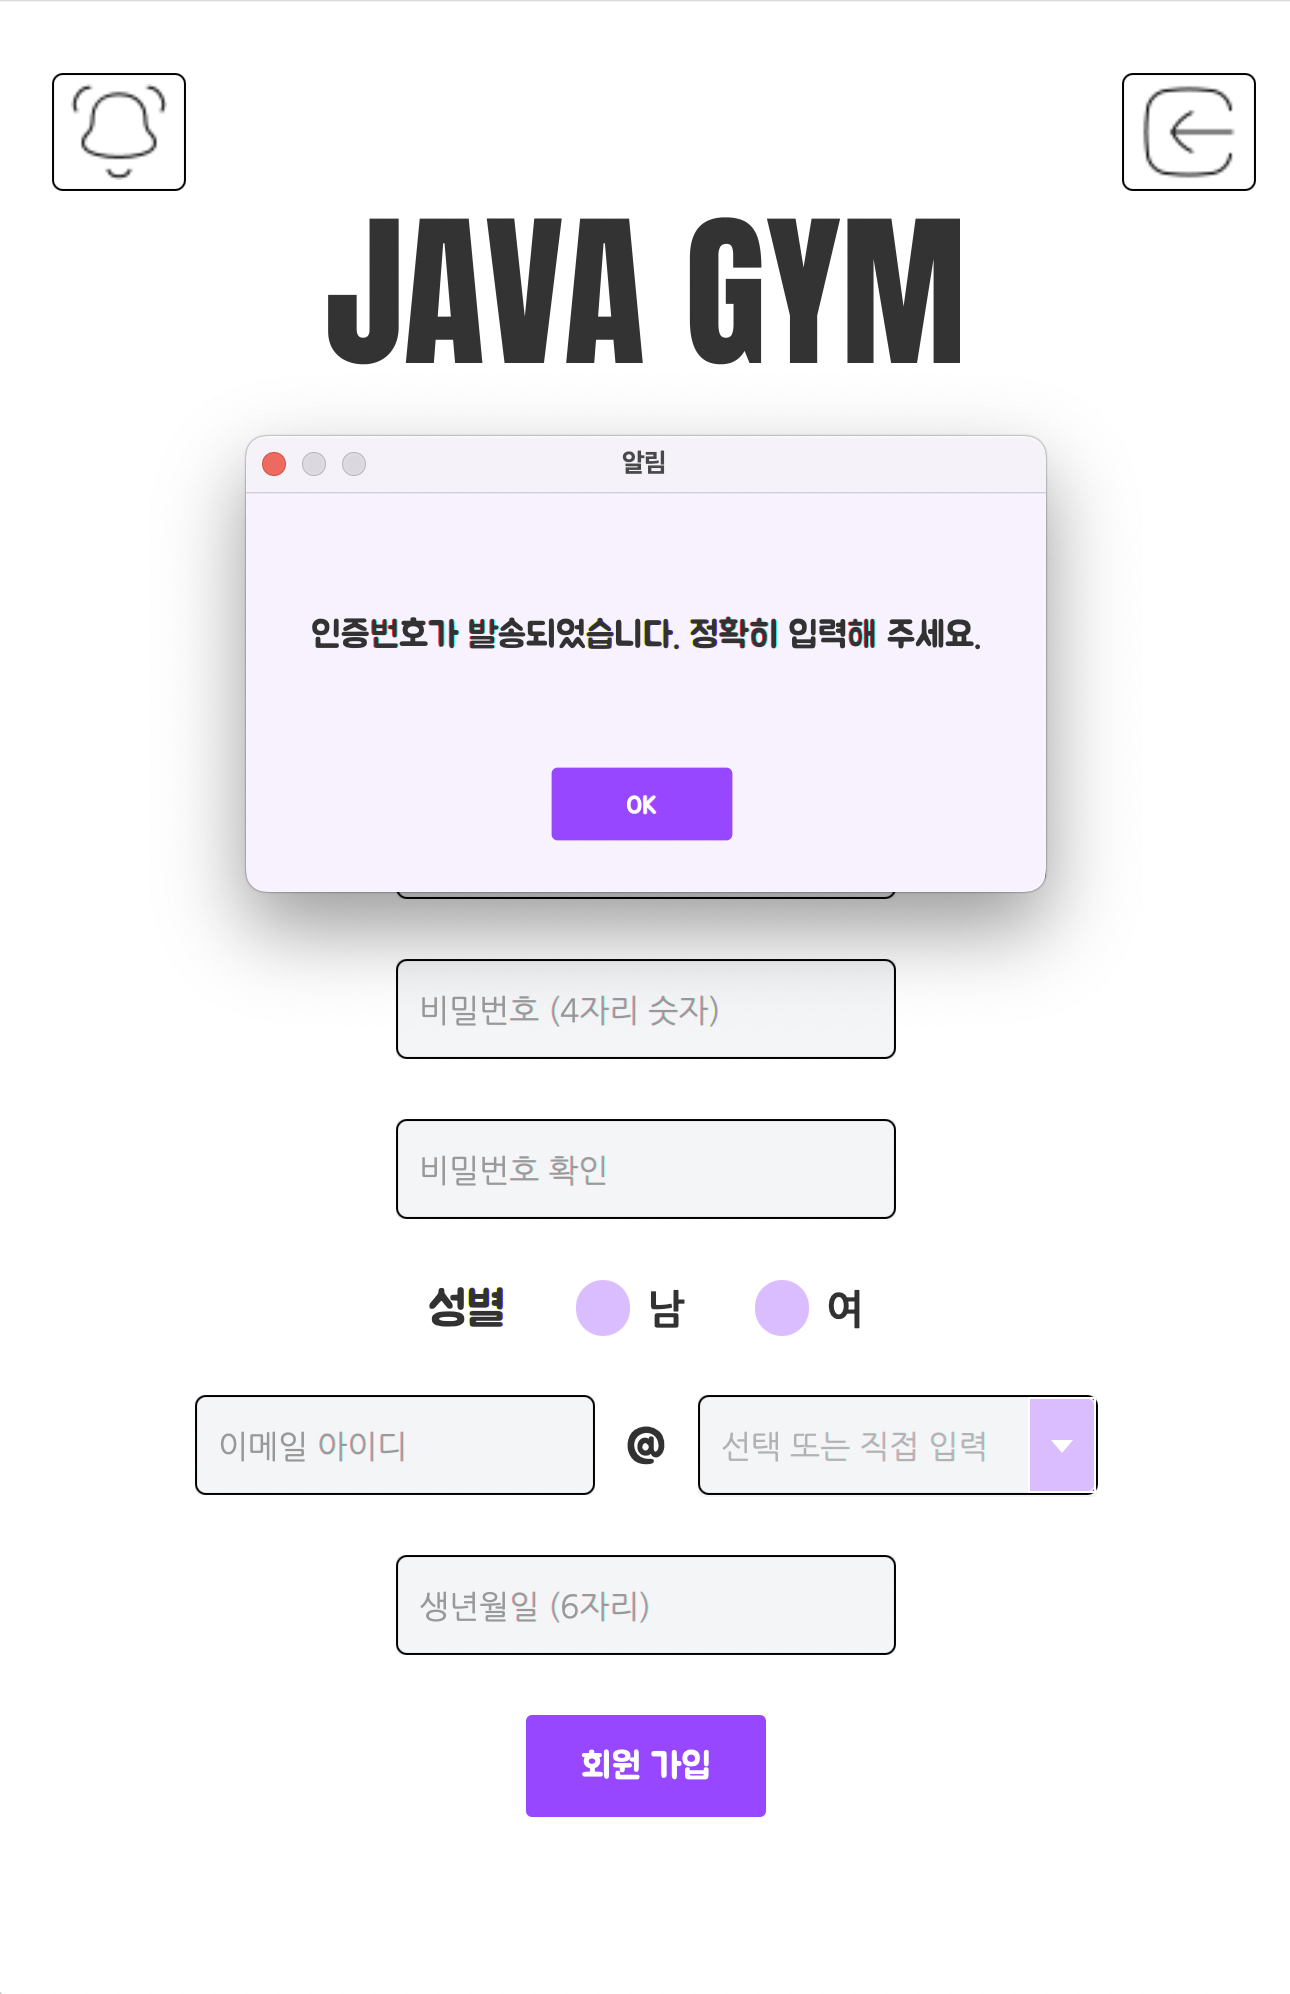 JAVA GYM
알림
인증번호가 발송되었습니다. 정확히 입력해 주세요.
OK
비밀번호 (4자리 숫자)
비밀번호 확인
성별 남 여
이메일 아이디 @ 선택 또는 직접 입력
생년월일 (6자리)
회원 가입